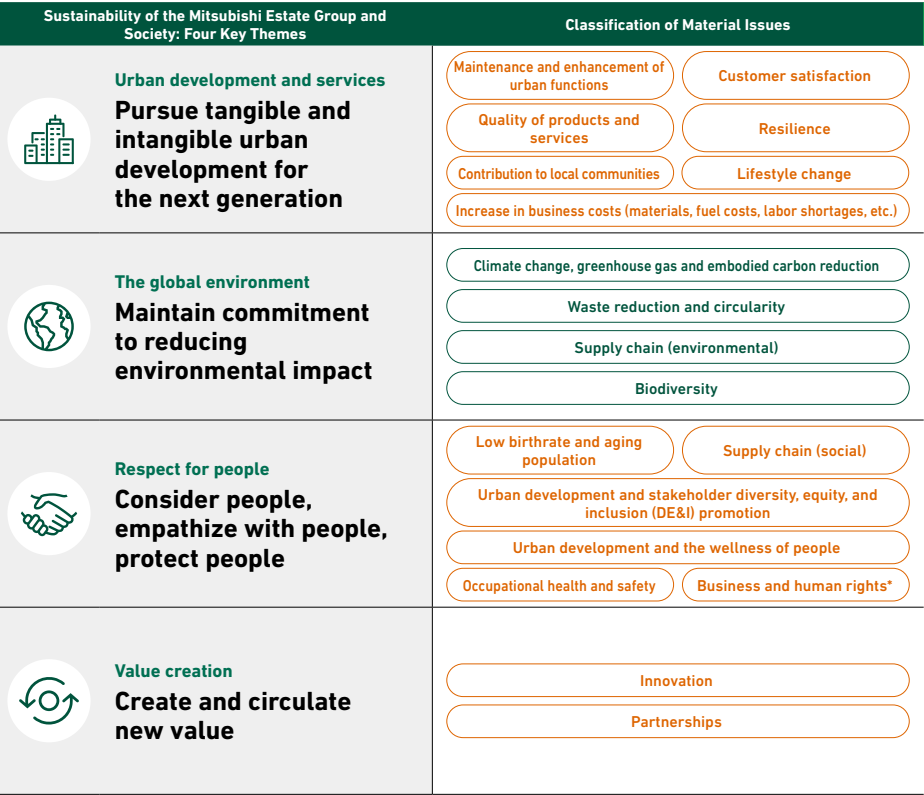 Sustainability of the Mitsubishi Estate Group and
Society: Four Key Themes
Classification of Material Issues
Urban development and services
Pursue tangible and
intangible urban
development for
the next generation
Maintenance and enhancement of
urban functions
Customer satisfaction
Quality of products and
services
Resilience
Contribution to local communities
Lifestyle change
Increase in business costs (materials, fuel costs, labor shortages, etc.)
The global environment
Maintain commitment
to reducing
environmental impact
Climate change, greenhouse gas and embodied carbon reduction
Waste reduction and circularity
Supply chain (environmental)
Biodiversity
Respect for people
Consider people,
empathize with people,
protect people
Low birthrate and aging
population
Supply chain (social)
Urban development and stakeholder diversity, equity, and
inclusion (DE&I) promotion
Urban development and the wellness of people
Occupational health and safety
Business and human rights*
Value creation
Create and circulate
new value
Innovation
Partnerships